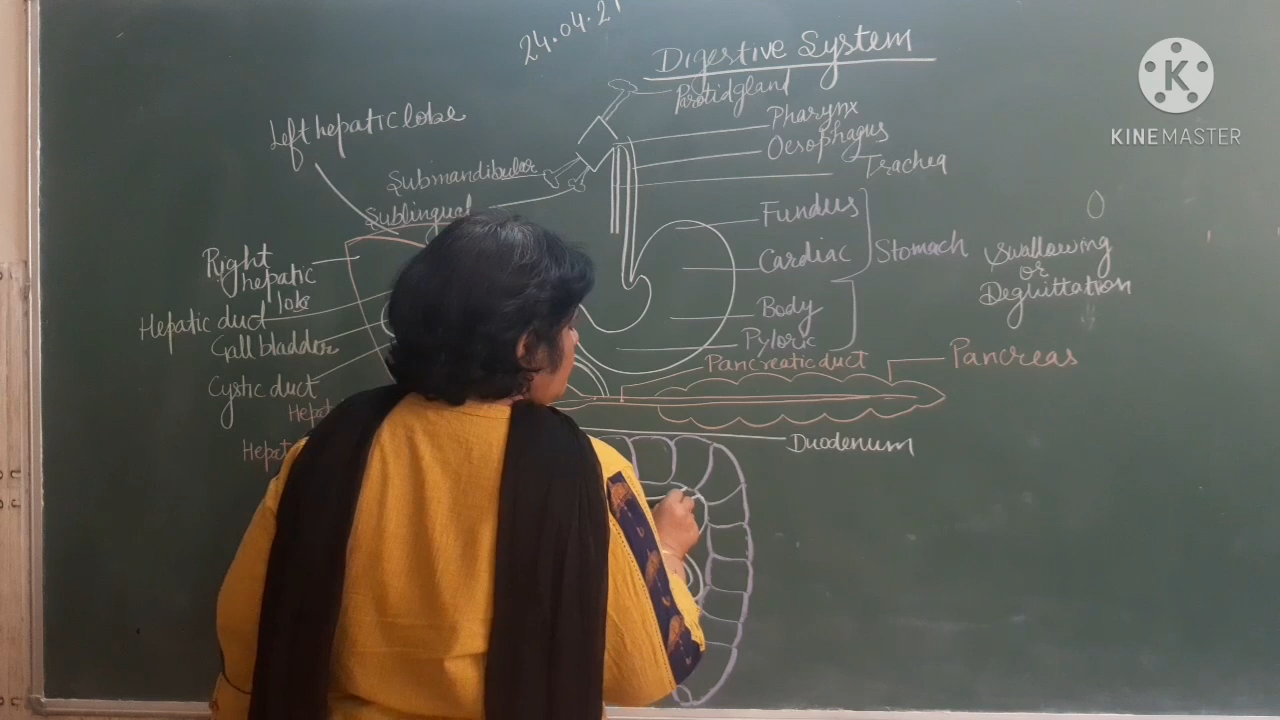 24.04.21
Digestive System
Parotidgland
Pharynx
Oesophagus
Trachea
Left hepatic lobe
Submandibular
Sublingual
Fundus
Cardiac
Body
Pyloric
Stomach
Swallowing
or
Degluttation
Right
hepatic
lobe
Hepatic duct
Gall bladder
Cystic duct
Pancreatic duct
Pancreas
Duodenum
KINEMASTER